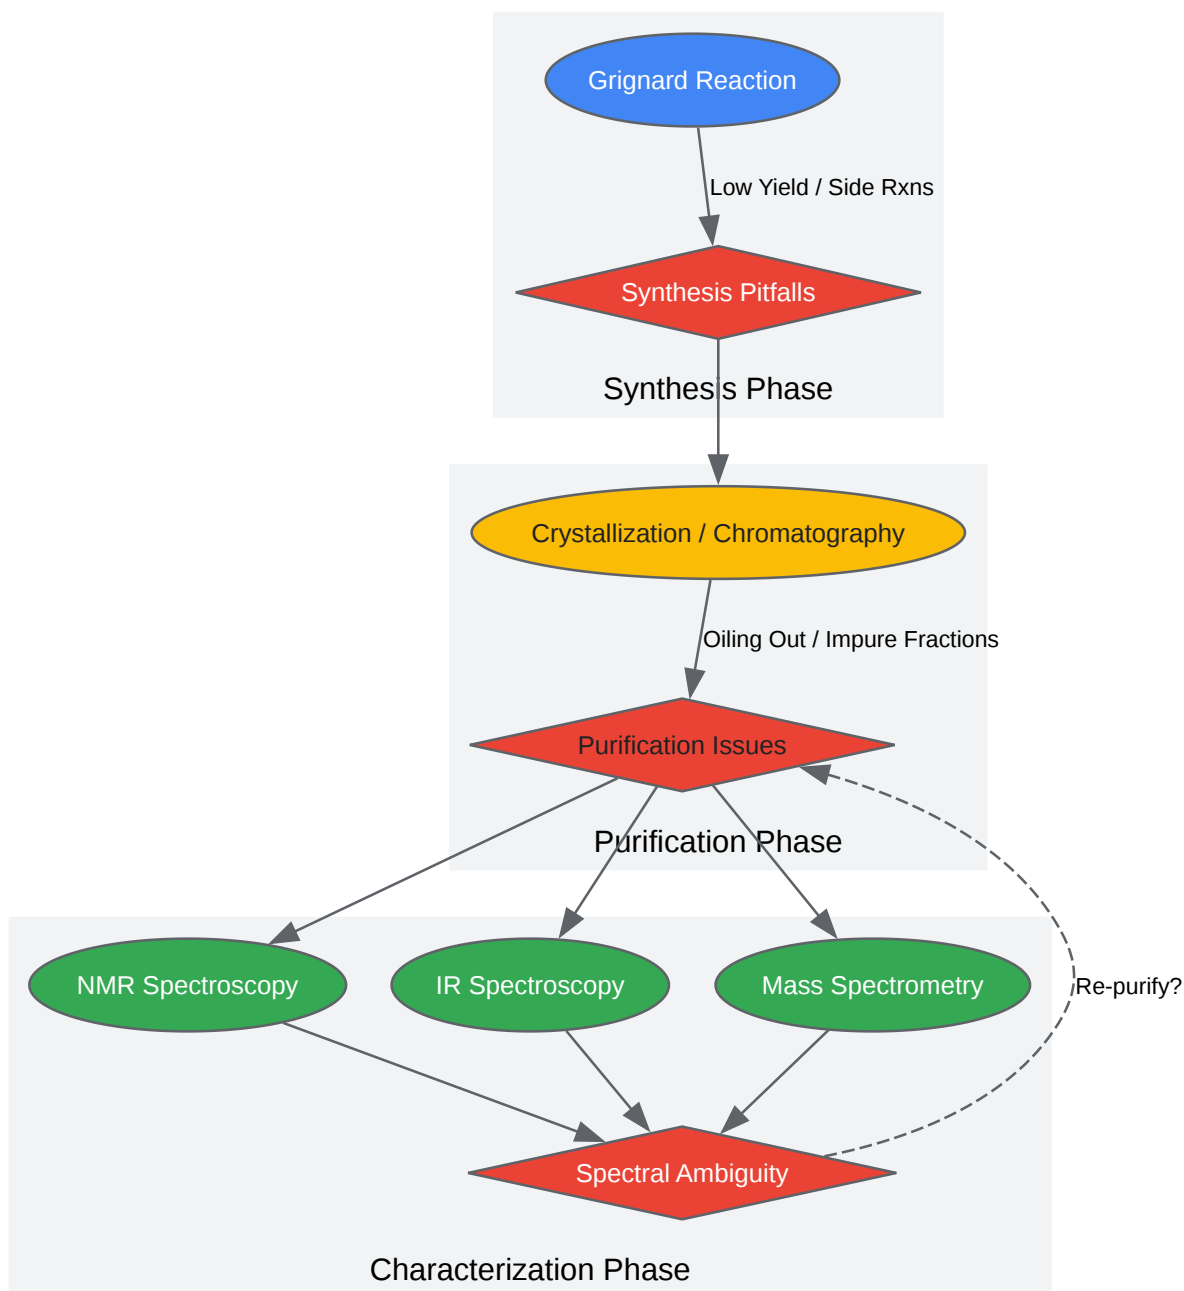 Grignard Reaction
Low Yield / Side Rxns
Synthesis Pitfalls
Synthesis Phase
Crystallization / Chromatography
Oiling Out / Impure Fractions
Purification Issues
Purification Phase
NMR Spectroscopy
IR Spectroscopy
Mass Spectrometry
Re-purify?
Spectral Ambiguity
Characterization Phase